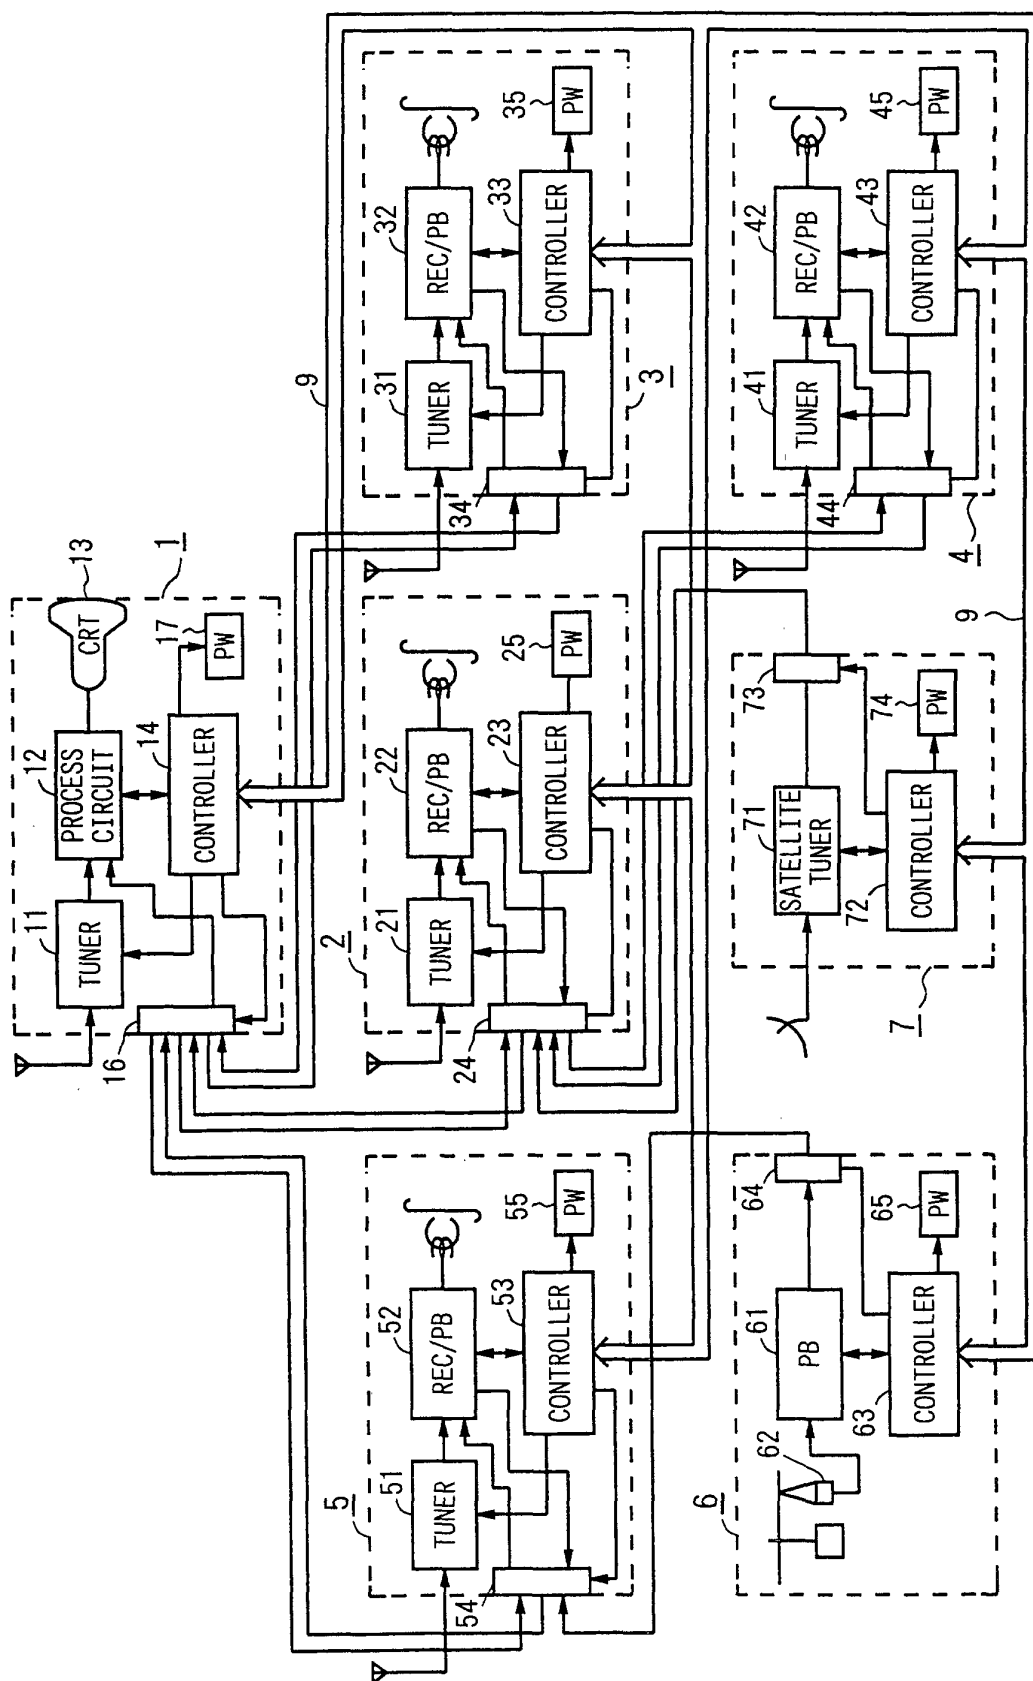 1
13
CRT
17
PW
12
PROCESS
CIRCUIT
14
CONTROLLER
11
TUNER
16
9
3
35
PW
32
REC/PB
33
CONTROLLER
31
TUNER
34
2
25
PW
22
REC/PB
23
CONTROLLER
21
TUNER
24
5
55
PW
52
REC/PB
53
CONTROLLER
51
TUNER
54
4
45
PW
42
REC/PB
43
CONTROLLER
41
TUNER
44
9
7
73
74
PW
71
SATELLITE
TUNER
72
CONTROLLER
6
64
65
PW
61
PB
63
CONTROLLER
62